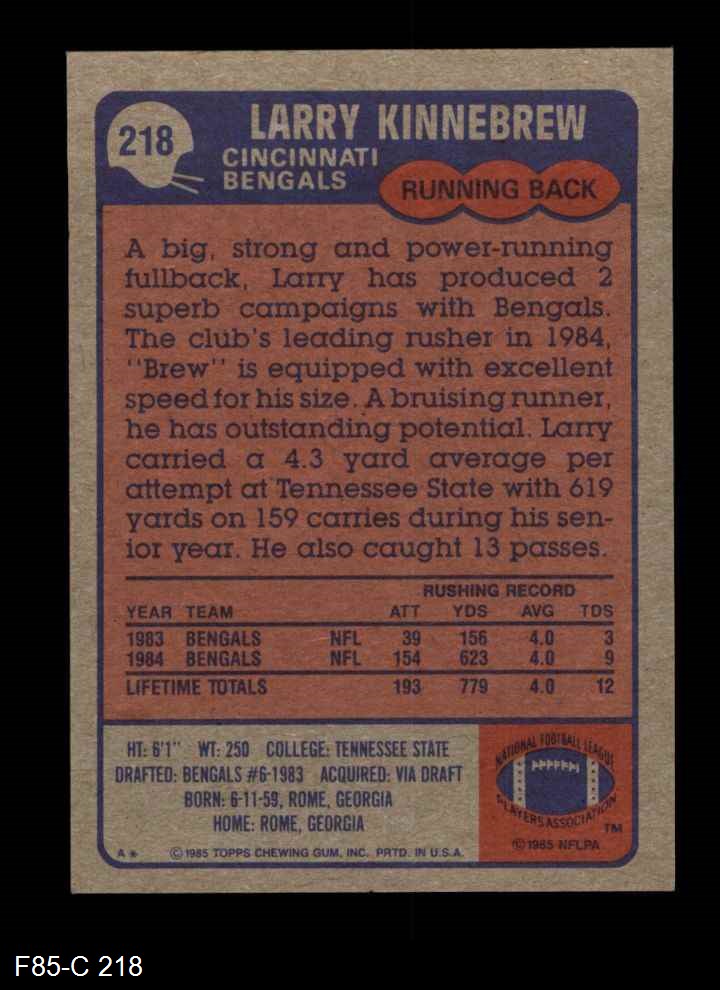 218
LARRY KINNEBREW
CINCINNATI
BENGALS
RUNNING BACK
A big, strong and power-running
fullback, Larry has produced 2
superb campaigns with Bengals.
The club's leading rusher in 1984,
"Brew" is equipped with excellent
speed for his size. A bruising runner,
he has outstanding potential. Larry
carried a 4.3 yard average per
attempt at Tennessee State with 619
yards on 159 carries during his sen-
ior year. He also caught 13 passes.
RUSHING RECORD
YEAR TEAM ATT YDS AVG TDS
1983 BENGALS NFL 39 156 4.0 3
1984 BENGALS NFL 154 623 4.0 9
LIFETIME TOTALS 193 779 4.0 12
HT: 6'1" WT: 250 COLLEGE: TENNESSEE STATE
DRAFTED: BENGALS #6-1983 ACQUIRED: VIA DRAFT
BORN: 6-11-59, ROME, GEORGIA
HOME: ROME, GEORGIA
A * © 1985 TOPPS CHEWING GUM, INC. PRTD. IN U.S.A.
NATIONAL FOOTBALL LEAGUE
PLAYERS ASSOCIATION
TM
© 1985 NFLPA
F85-C 218